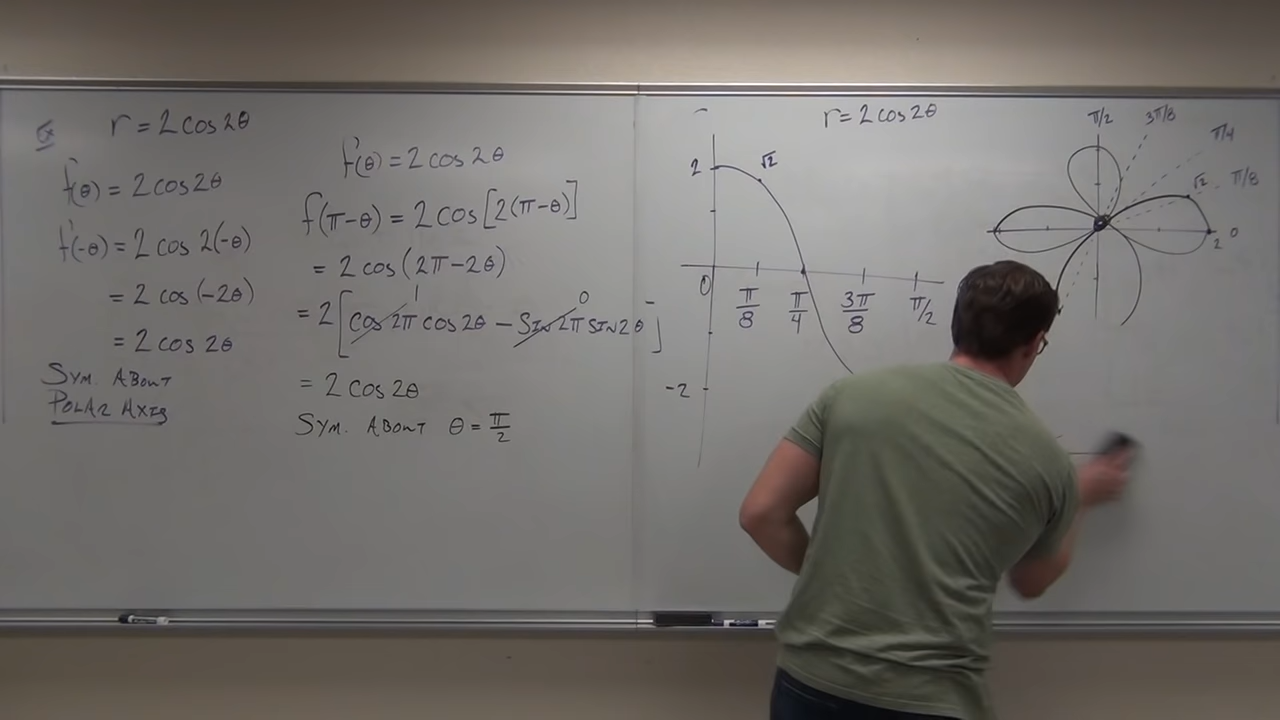 Ex r = 2 cos 2θ
f(θ) = 2 cos 2θ
f(-θ) = 2 cos 2(-θ)
= 2 cos (-2θ)
= 2 cos 2θ
SYM. ABOUT
POLAR AXIS
f(θ) = 2 cos 2θ
f(π-θ) = 2 cos [2(π-θ)]
= 2 cos (2π-2θ)
1 0
= 2 [cos 2π cos 2θ - SIN 2π SIN 2θ]
= 2 cos 2θ
SYM. ABOUT θ = π/2
r = 2 cos 2θ
2 √2
0 π/8 π/4 3π/8 π/2
-2
π/2 3π/8 π/4
√2 π/8
2 0